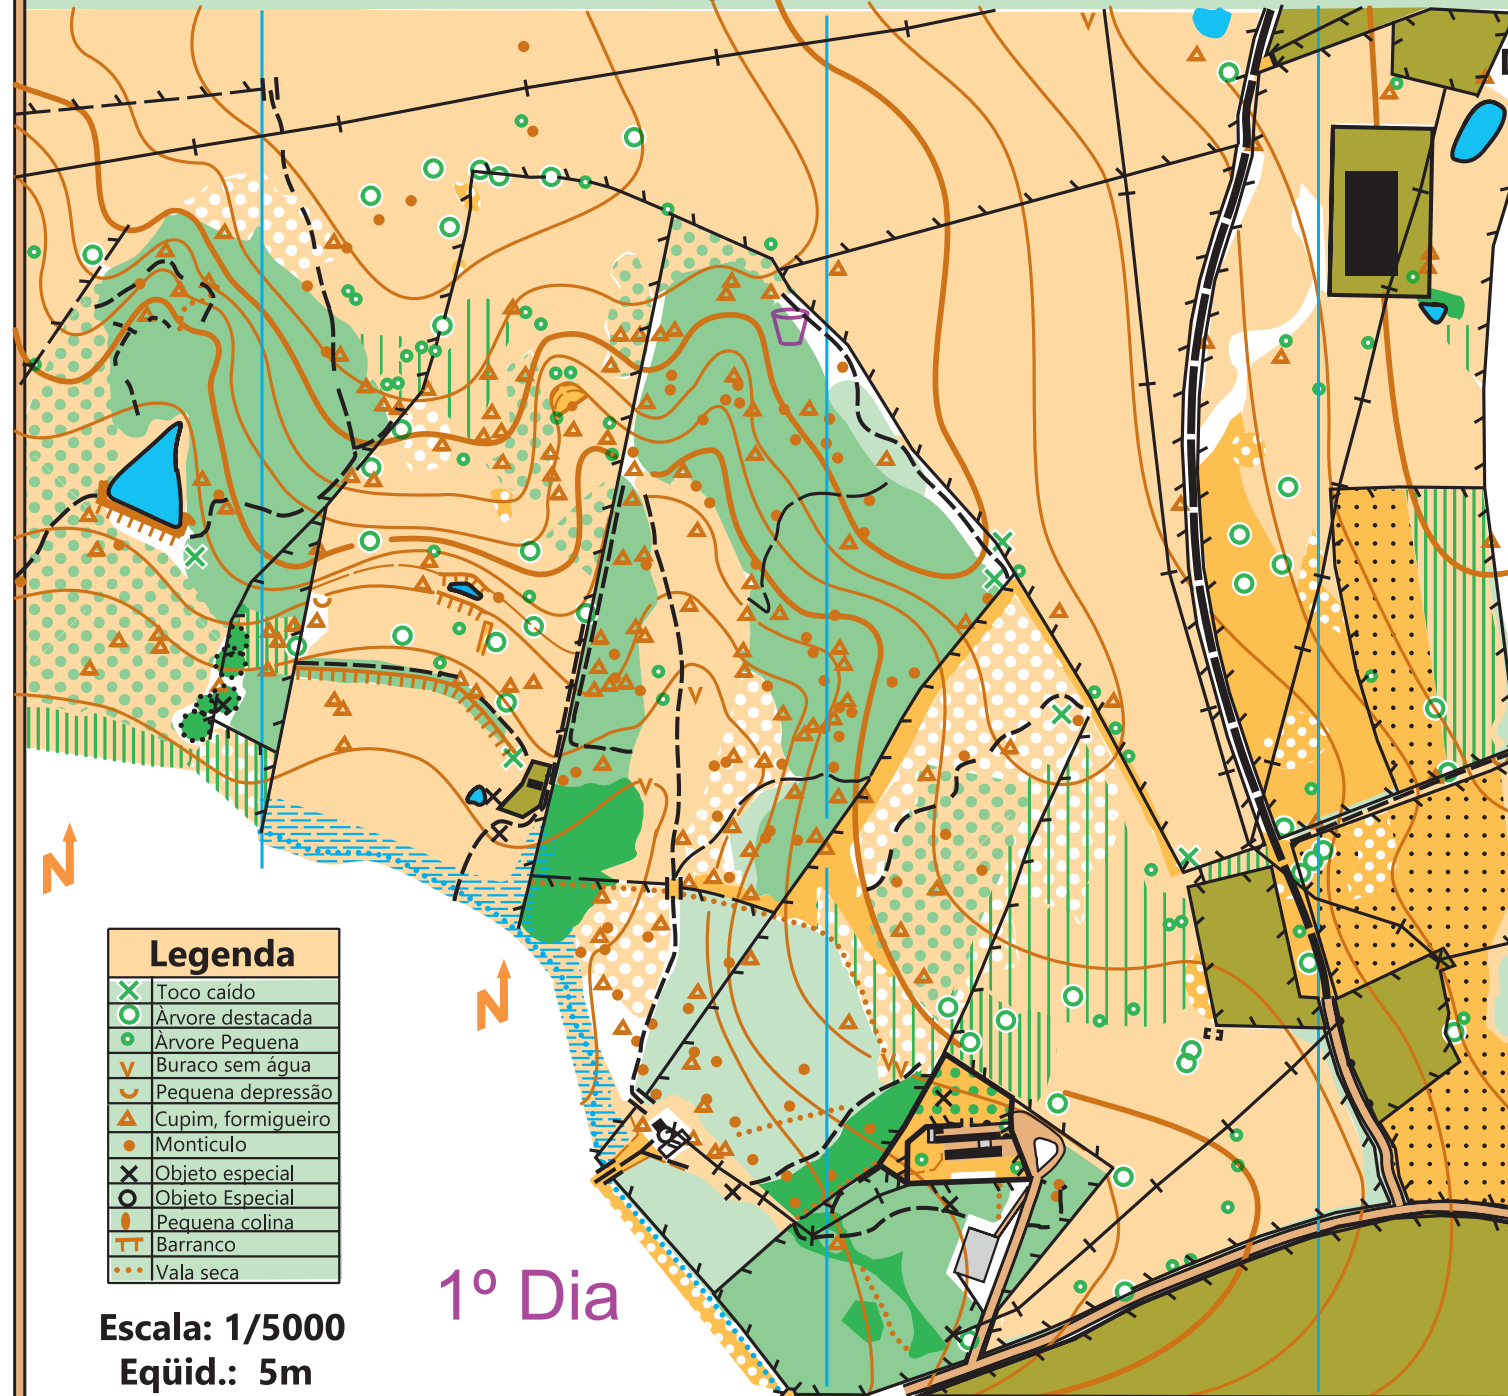 N
Legenda
Toco caído
Àrvore destacada
Àrvore Pequena
Buraco sem água
Pequena depressão
Cupim, formigueiro
Monticulo
Objeto especial
Objeto Especial
Pequena colina
Barranco
Vala seca
N
1º Dia
Escala: 1/5000
Eqüid.: 5m